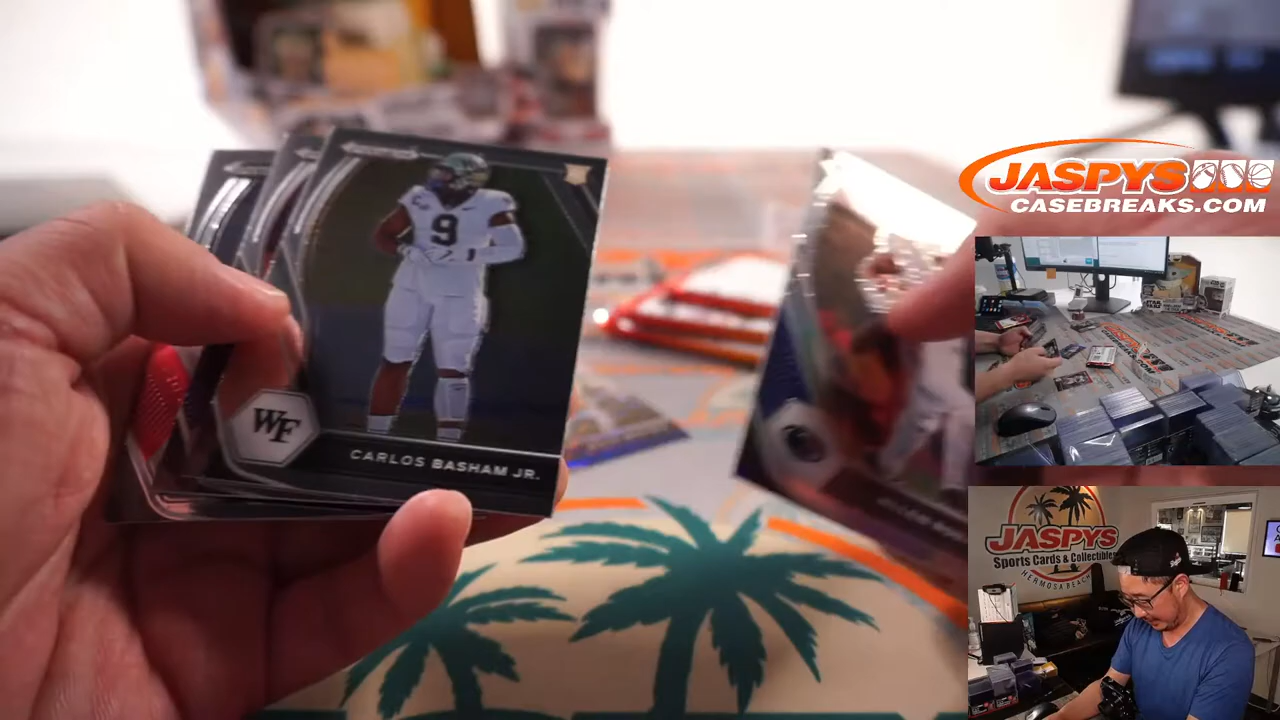 JASPYS
CASEBREAKS.COM
9
WF
CARLOS BASHAM JR.
JASPYS
Sports Cards & Collectibles
HERMOSA BEACH